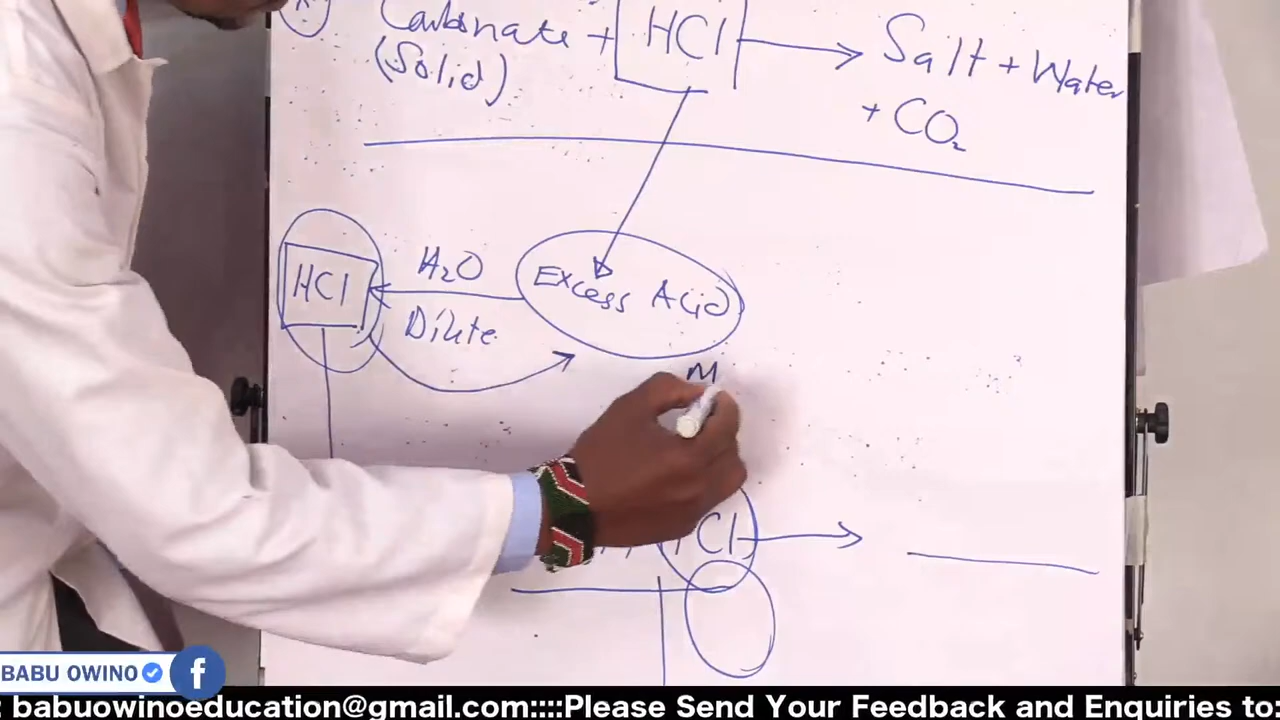 Carbonate + HCl → Salt + Water
(Solid) + CO₂
HCl H₂O Excess Acid
Dilute
M
HCl →
BABU OWINO f
babuowinoeducation@gmail.com::::Please Send Your Feedback and Enquiries to: